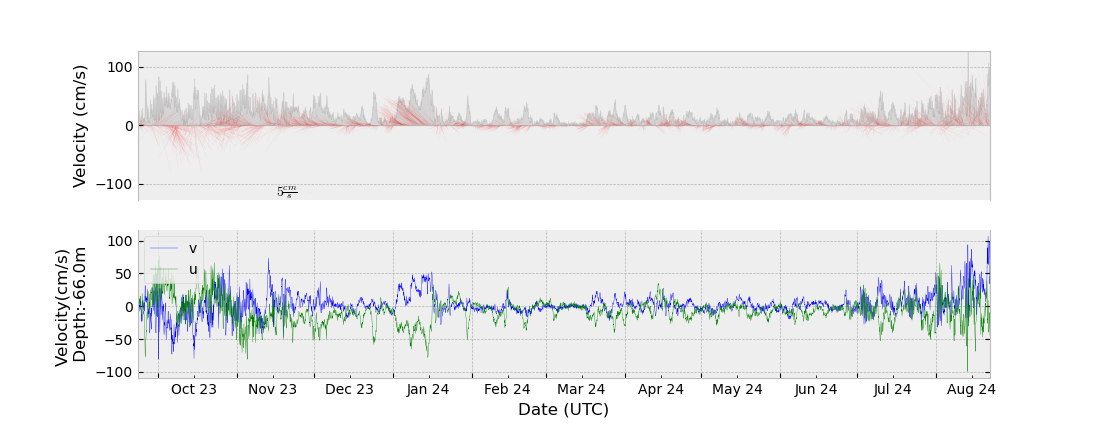 100
0
−100
Velocity (cm/s)
5 cm/s
v
u
100
50
0
−50
−100
Velocity(cm/s)
Depth:-66.0m
Oct 23 Nov 23 Dec 23 Jan 24 Feb 24 Mar 24 Apr 24 May 24 Jun 24 Jul 24 Aug 24
Date (UTC)